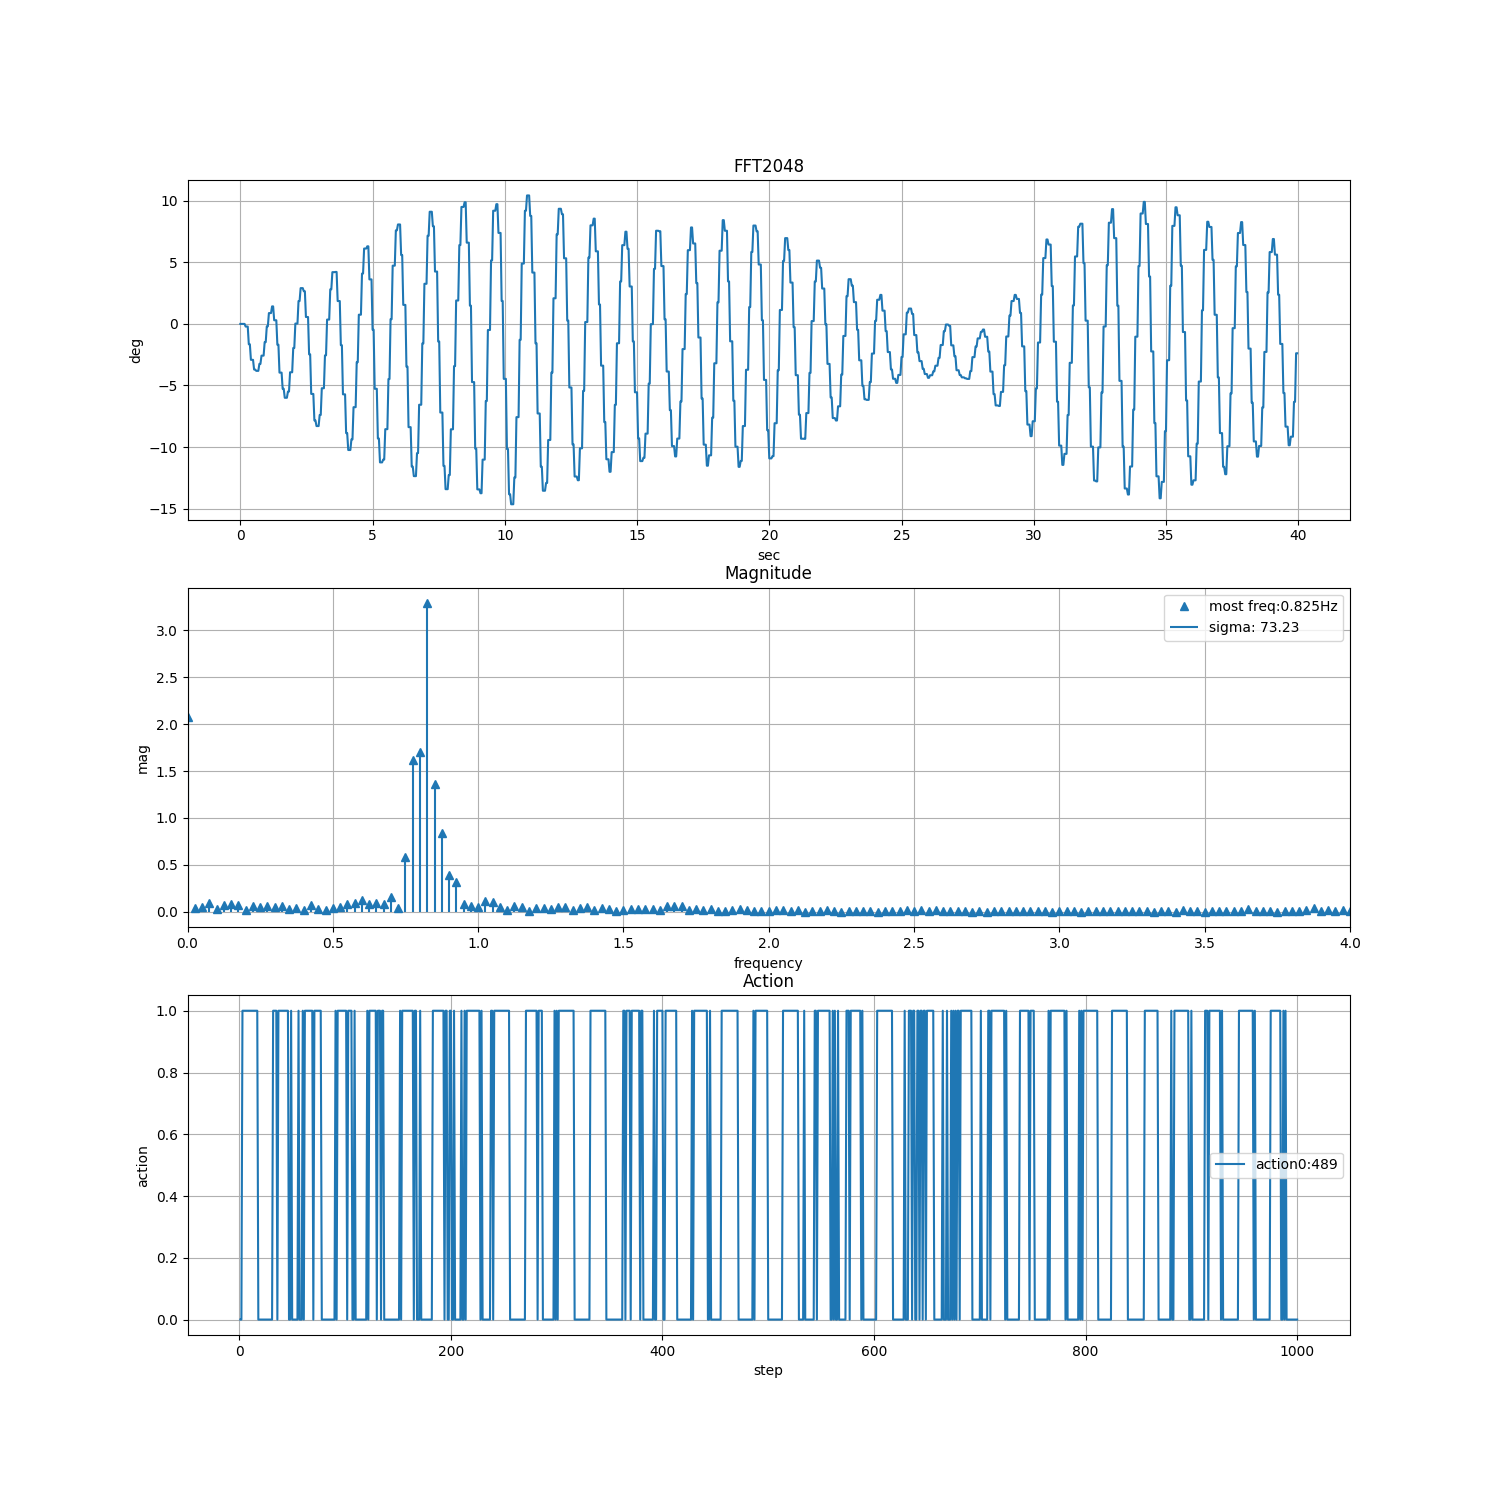 FFT2048
10
5
0
−5
−10
−15
deg
0 5 10 15 20 25 30 35 40
sec
Magnitude
most freq:0.825Hz
sigma: 73.23
3.0
2.5
2.0
1.5
1.0
0.5
0.0
mag
0.0 0.5 1.0 1.5 2.0 2.5 3.0 3.5 4.0
frequency
Action
1.0
0.8
0.6
0.4
0.2
0.0
action
action0:489
0 200 400 600 800 1000
step